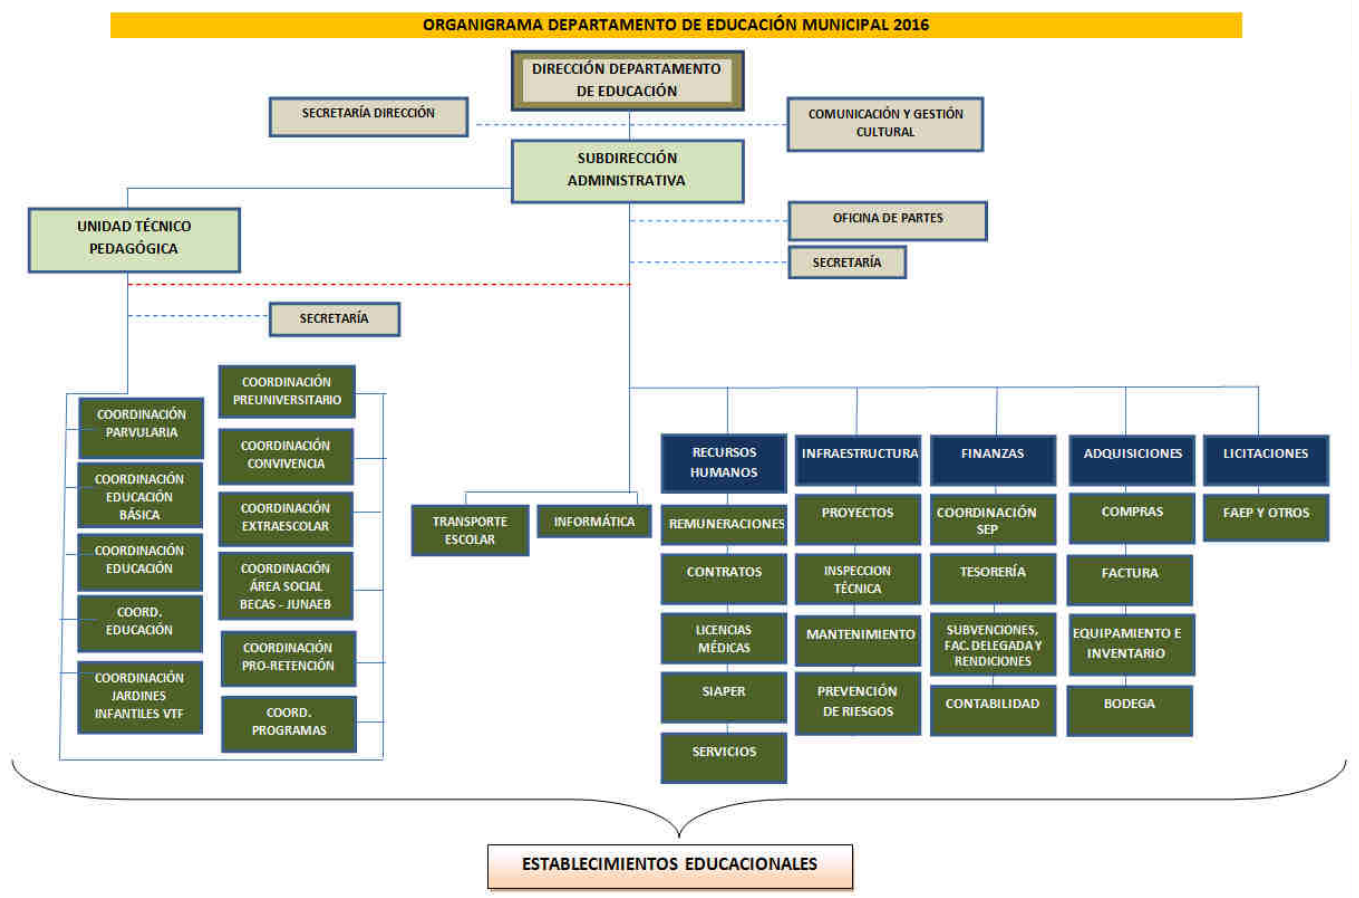 ORGANIGRAMA DEPARTAMENTO DE EDUCACIÓN MUNICIPAL 2016
DIRECCIÓN DEPARTAMENTO
DE EDUCACIÓN
SECRETARÍA DIRECCIÓN
COMUNICACIÓN Y GESTIÓN
CULTURAL
SUBDIRECCIÓN
ADMINISTRATIVA
UNIDAD TÉCNICO
PEDAGÓGICA
OFICINA DE PARTES
SECRETARÍA
SECRETARÍA
COORDINACIÓN
PARVULARIA
COORDINACIÓN
EDUCACIÓN
BÁSICA
COORDINACIÓN
EDUCACIÓN
COORD.
EDUCACIÓN
COORDINACIÓN
JARDINES
INFANTILES VTF
COORDINACIÓN
PREUNIVERSITARIO
COORDINACIÓN
CONVIVENCIA
COORDINACIÓN
EXTRAESCOLAR
COORDINACIÓN
ÁREA SOCIAL
BECAS - JUNAEB
COORDINACIÓN
PRO-RETENCIÓN
COORD.
PROGRAMAS
TRANSPORTE
ESCOLAR
INFORMÁTICA
RECURSOS
HUMANOS
REMUNERACIONES
CONTRATOS
LICENCIAS
MÉDICAS
SIAPER
SERVICIOS
INFRAESTRUCTURA
PROYECTOS
INSPECCION
TÉCNICA
MANTENIMIENTO
PREVENCIÓN
DE RIESGOS
FINANZAS
COORDINACIÓN
SEP
TESORERÍA
SUBVENCIONES,
FAC. DELEGADA Y
RENDICIONES
CONTABILIDAD
ADQUISICIONES
COMPRAS
FACTURA
EQUIPAMIENTO E
INVENTARIO
BODEGA
LICITACIONES
FAEP Y OTROS
ESTABLECIMIENTOS EDUCACIONALES